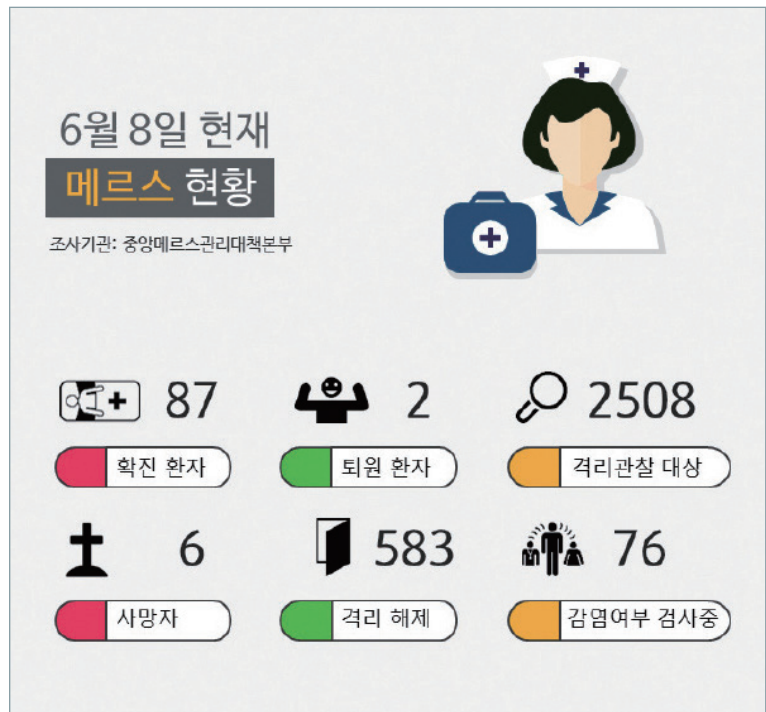 6월 8일 현재
메르스 현황
조사기관: 중앙메르스관리대책본부
87
2
2508
확진 환자
퇴원 환자
격리관찰 대상
6
583
76
사망자
격리 해제
감염여부 검사중